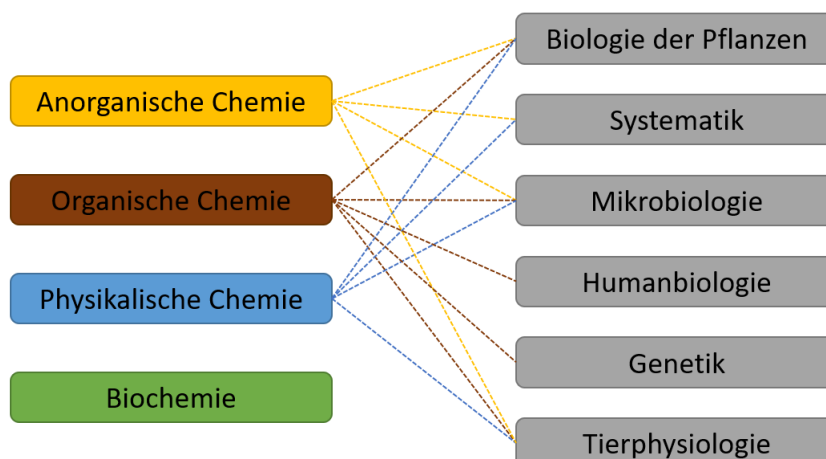 Anorganische Chemie
Organische Chemie
Physikalische Chemie
Biochemie
Biologie der Pflanzen
Systematik
Mikrobiologie
Humanbiologie
Genetik
Tierphysiologie